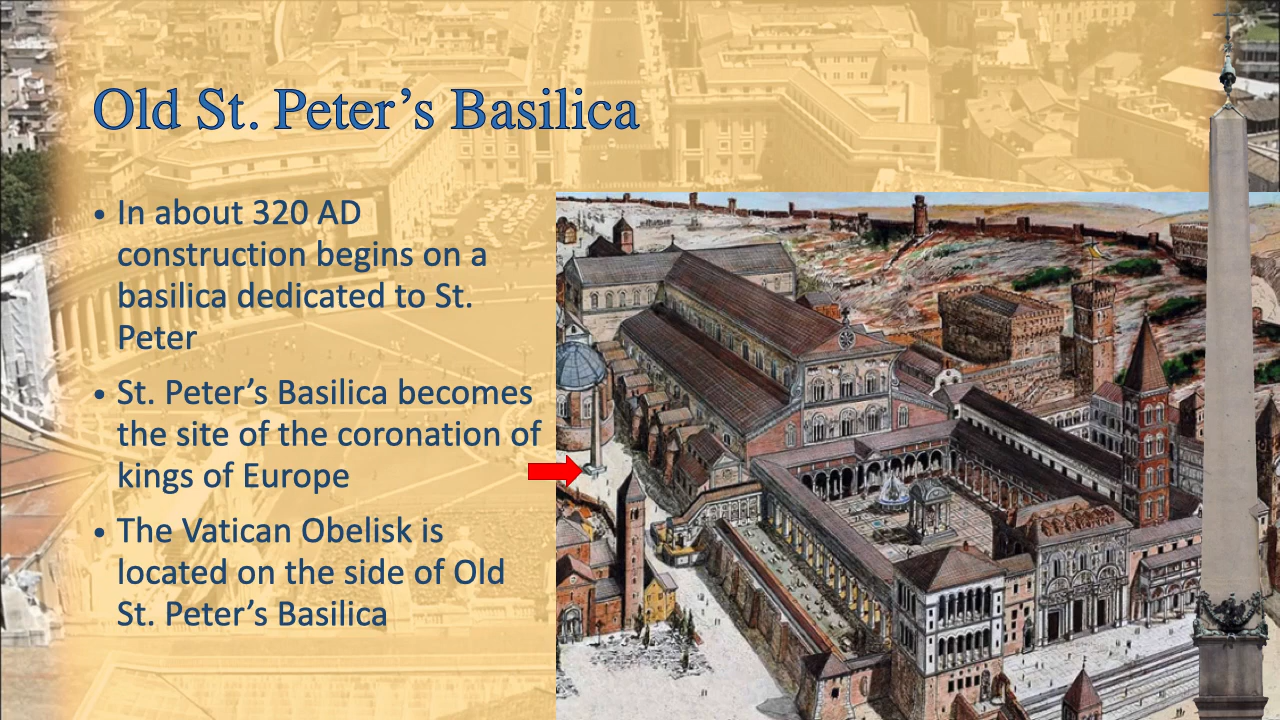 Old St. Peter’s Basilica
• In about 320 AD
construction begins on a
basilica dedicated to St.
Peter
• St. Peter’s Basilica becomes
the site of the coronation of
kings of Europe
• The Vatican Obelisk is
located on the side of Old
St. Peter’s Basilica